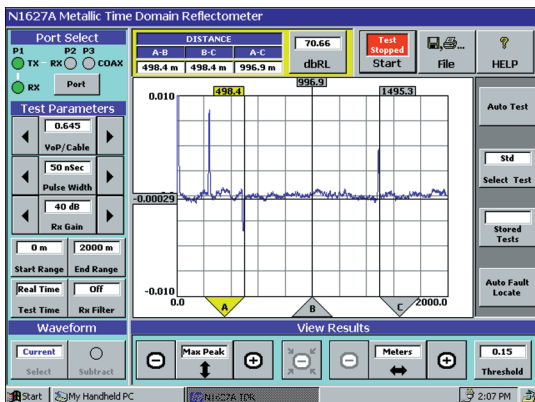 N1627A Metallic Time Domain Reflectometer
Port Select
P1 P2 P3
TX RX COAX
RX Port
Test Parameters
0.645
VoP/Cable
50 nSec
Pulse Width
40 dB
Rx Gain
0 m 2000 m
Start Range End Range
Real Time Off
Test Time Rx Filter
Waveform
Current
Select Subtract
DISTANCE
A-B B-C A-C
498.4 m 498.4 m 996.9 m
70.66
dbRL
Test
Stopped
Start
...
File
?
HELP
498.4 996.9 1495.3
0.010
-0.00029
-0.010
0.0 2000.0
A B C
Auto Test
Std
Select Test
Stored
Tests
Auto Fault
Locate
View Results
Max Peak
Meters
0.15
Threshold
Start My Handheld PC N1627A TDR 2:07 PM